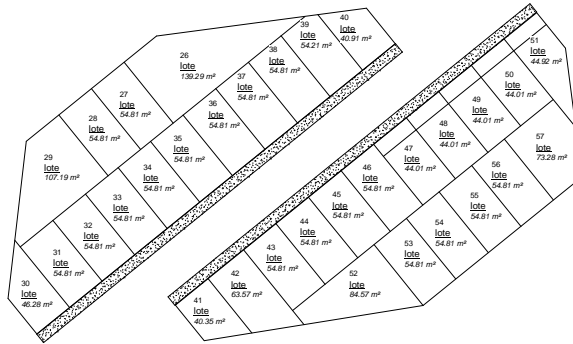 26
lote
139.29 m²
27
lote
54.81 m²
28
lote
54.81 m²
29
lote
107.19 m²
30
lote
46.28 m²
31
lote
54.81 m²
32
lote
54.81 m²
33
lote
54.81 m²
34
lote
54.81 m²
35
lote
54.81 m²
36
lote
54.81 m²
37
lote
54.81 m²
38
lote
54.81 m²
39
lote
54.21 m²
40
lote
40.91 m²
41
lote
40.35 m²
42
lote
63.57 m²
43
lote
54.81 m²
44
lote
54.81 m²
45
lote
54.81 m²
46
lote
54.81 m²
47
lote
44.01 m²
48
lote
44.01 m²
49
lote
44.01 m²
50
lote
44.01 m²
51
lote
44.92 m²
52
lote
84.57 m²
53
lote
54.81 m²
54
lote
54.81 m²
55
lote
54.81 m²
56
lote
54.81 m²
57
lote
73.28 m²